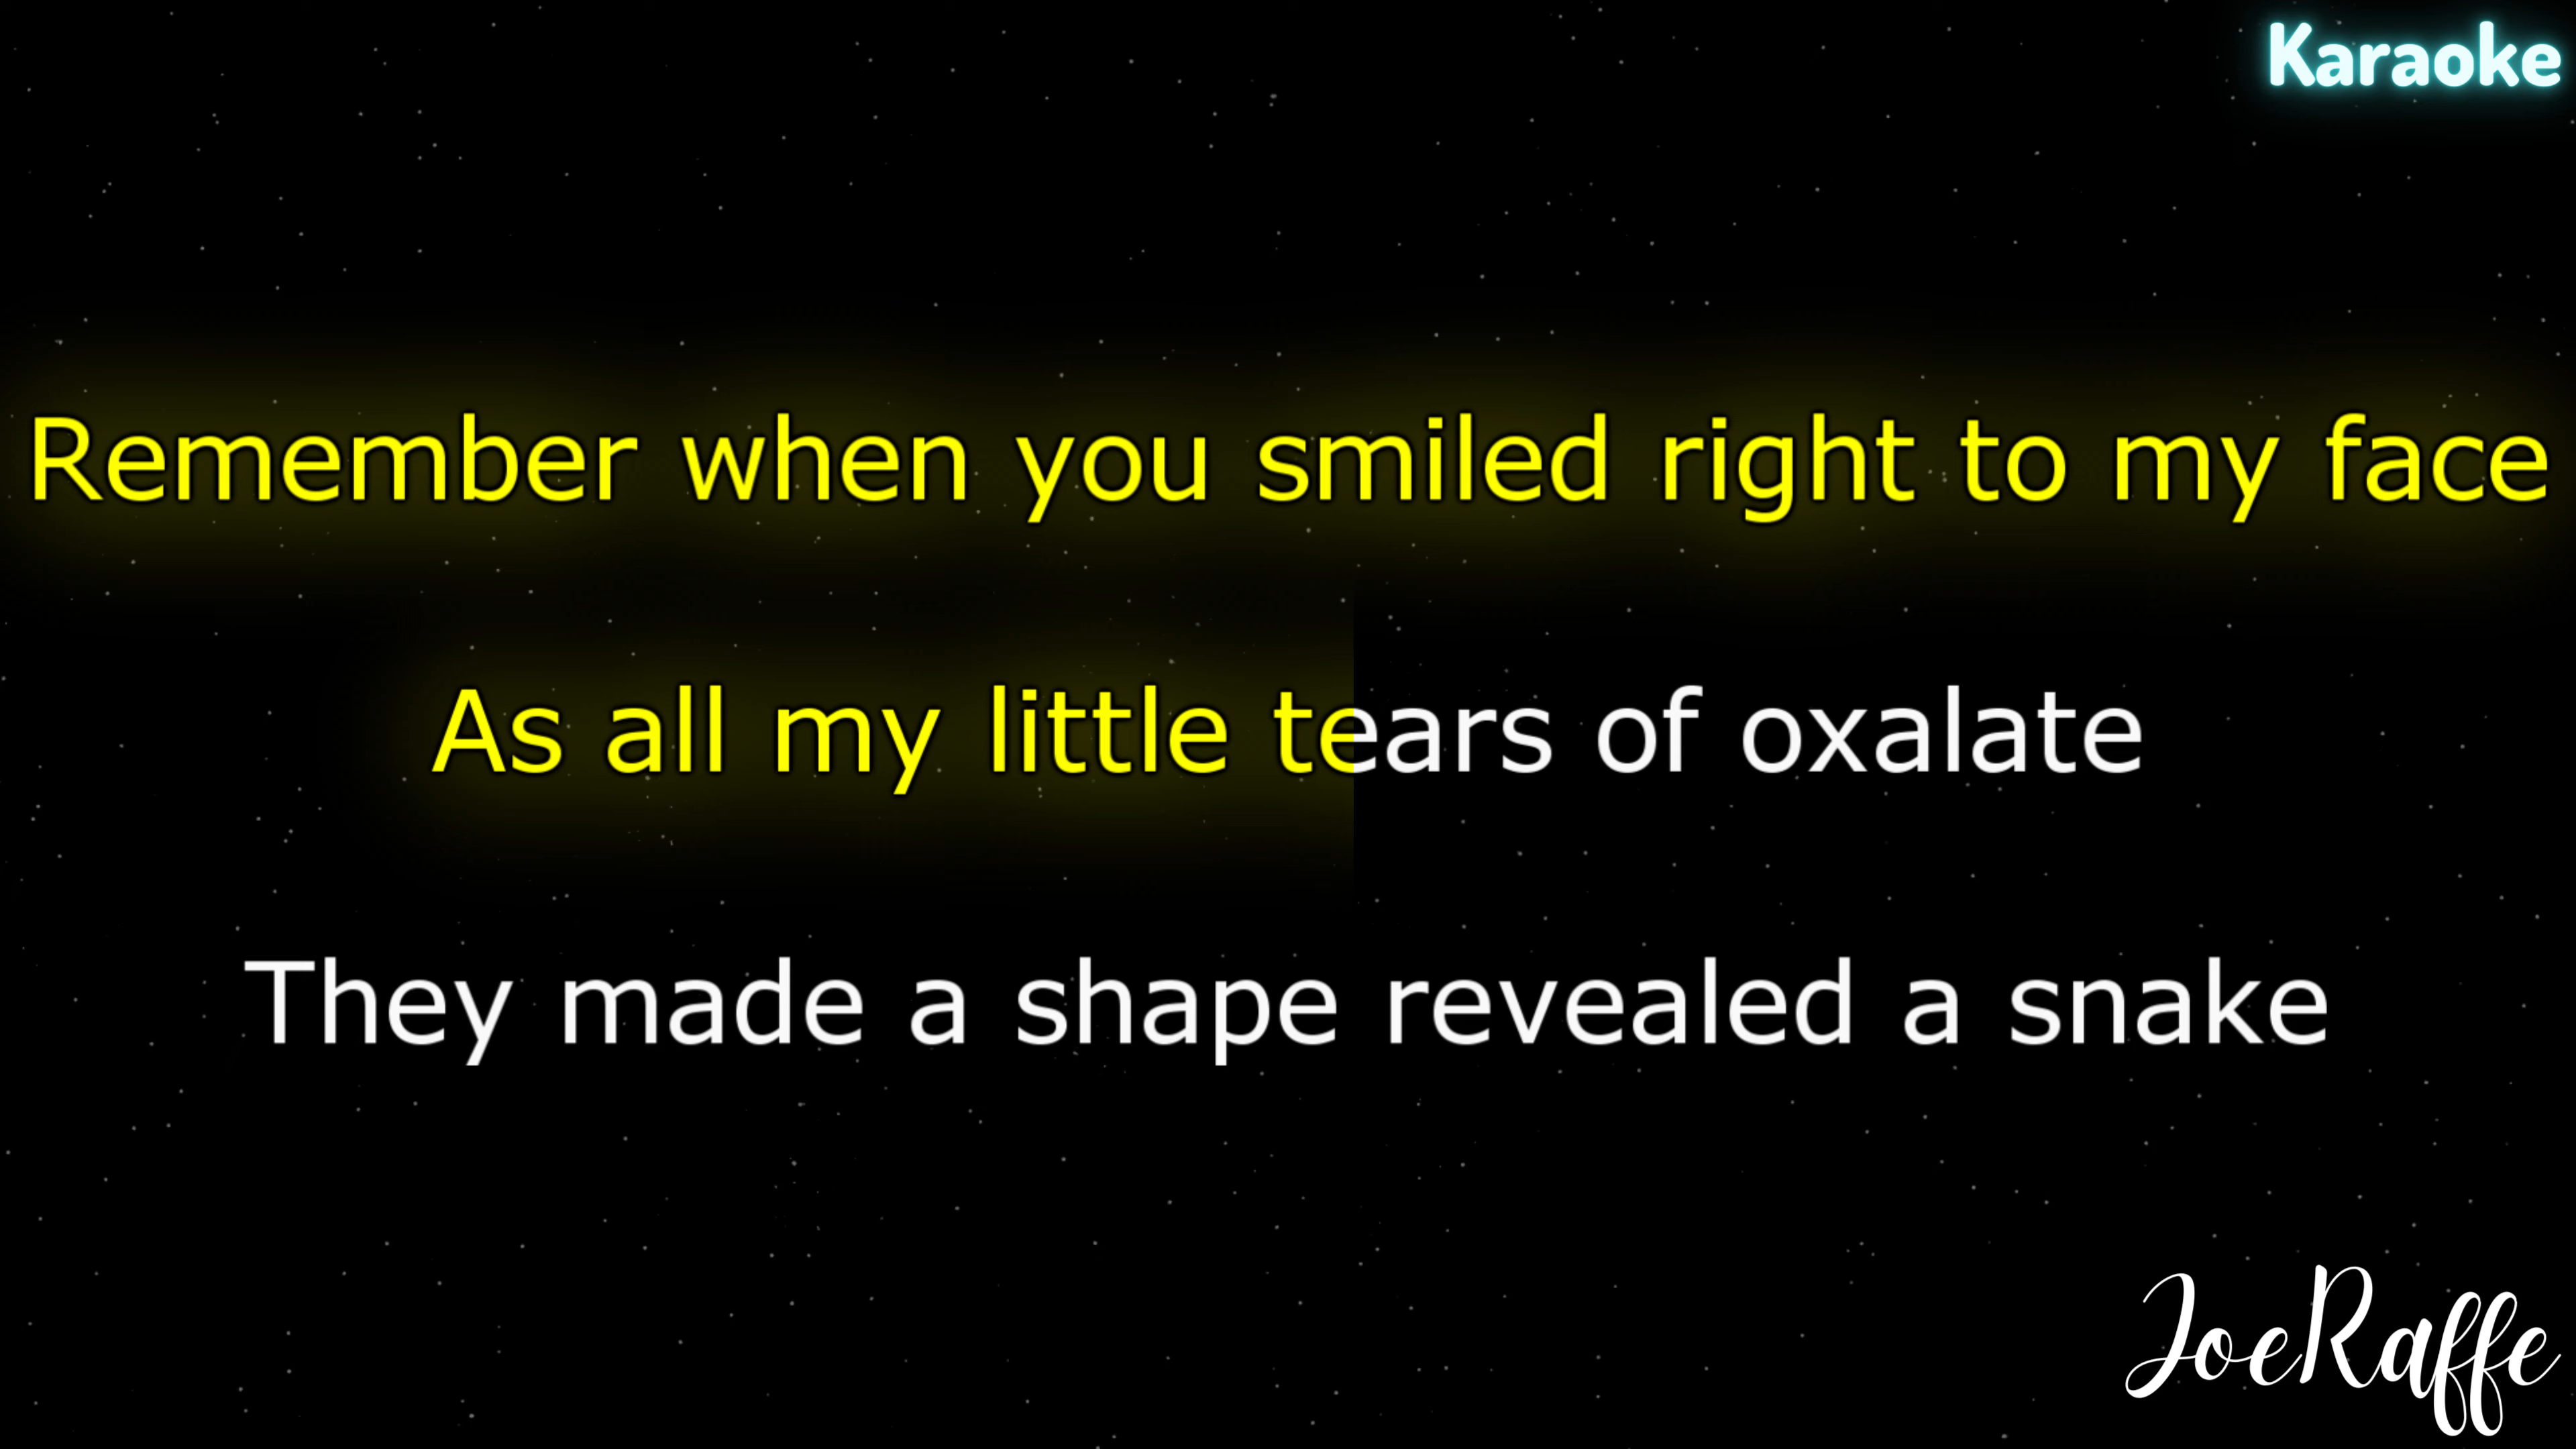 Karaoke
Remember when you smiled right to my face
As all my little tears of oxalate
They made a shape revealed a snake
JoeRaffe